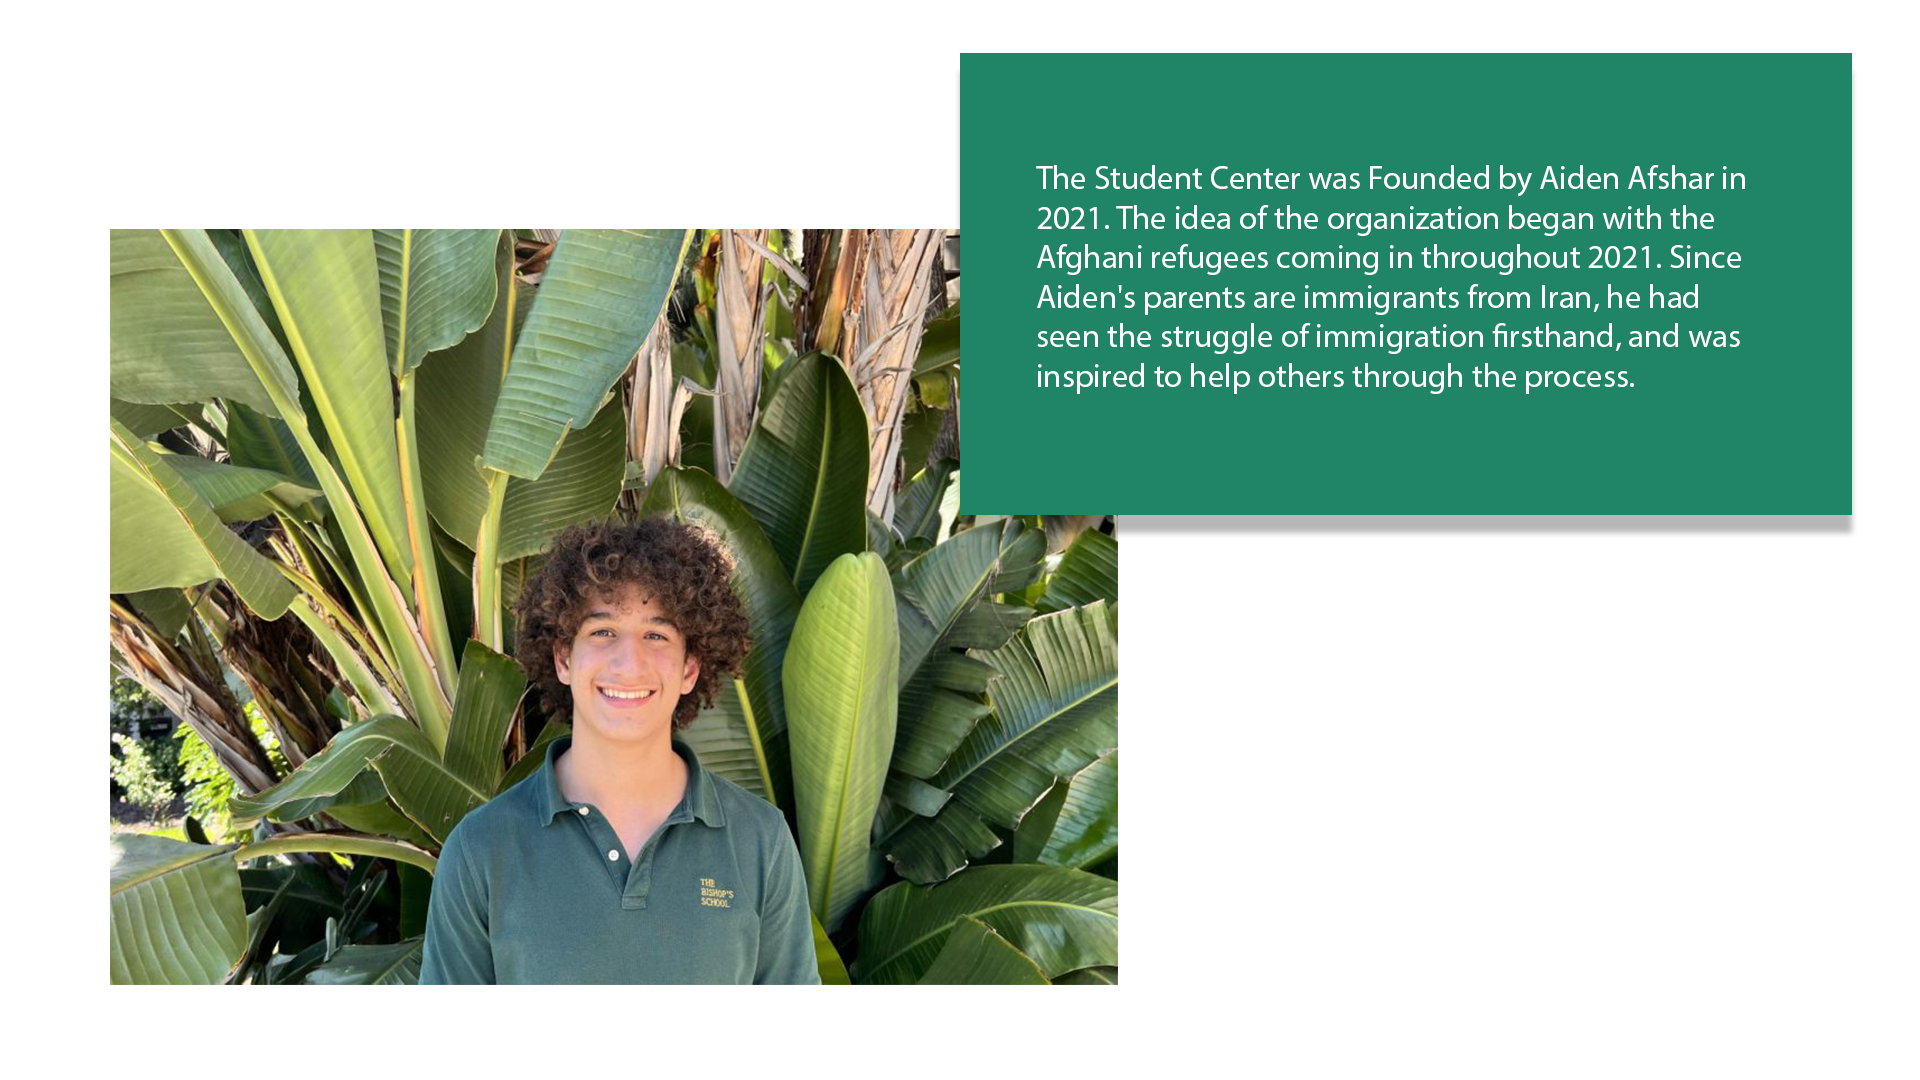 The Student Center was Founded by Aiden Afshar in
2021. The idea of the organization began with the
Afghani refugees coming in throughout 2021. Since
Aiden's parents are immigrants from Iran, he had
seen the struggle of immigration firsthand, and was
inspired to help others through the process.
THE
BISHOP'S
SCHOOL